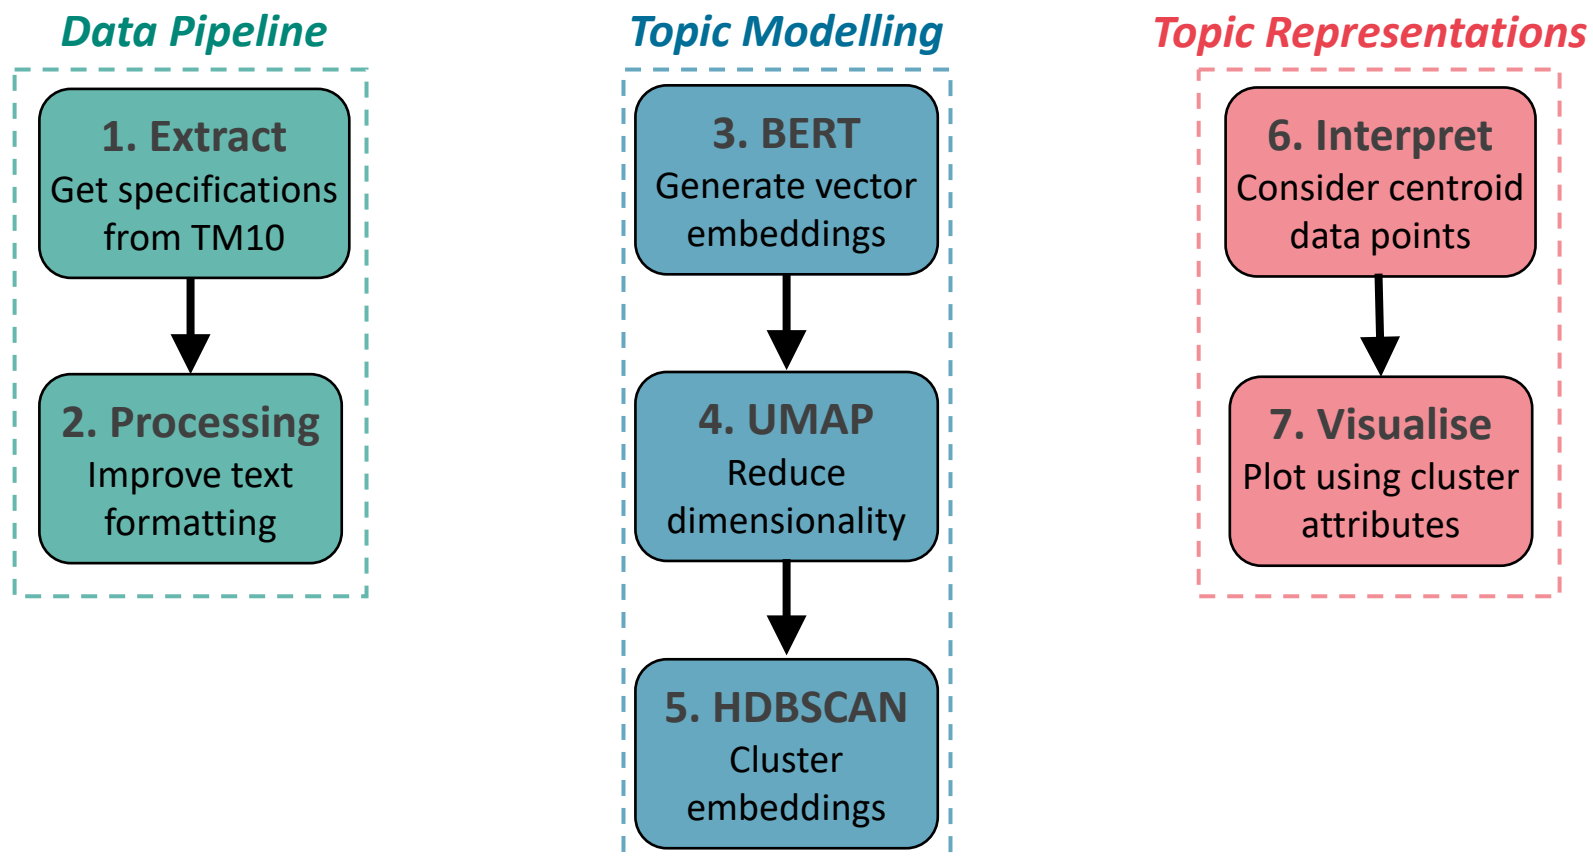 Data Pipeline
1. Extract
Get specifications
from TM10
2. Processing
Improve text
formatting
Topic Modelling
3. BERT
Generate vector
embeddings
4. UMAP
Reduce
dimensionality
5. HDBSCAN
Cluster
embeddings
Topic Representations
6. Interpret
Consider centroid
data points
7. Visualise
Plot using cluster
attributes